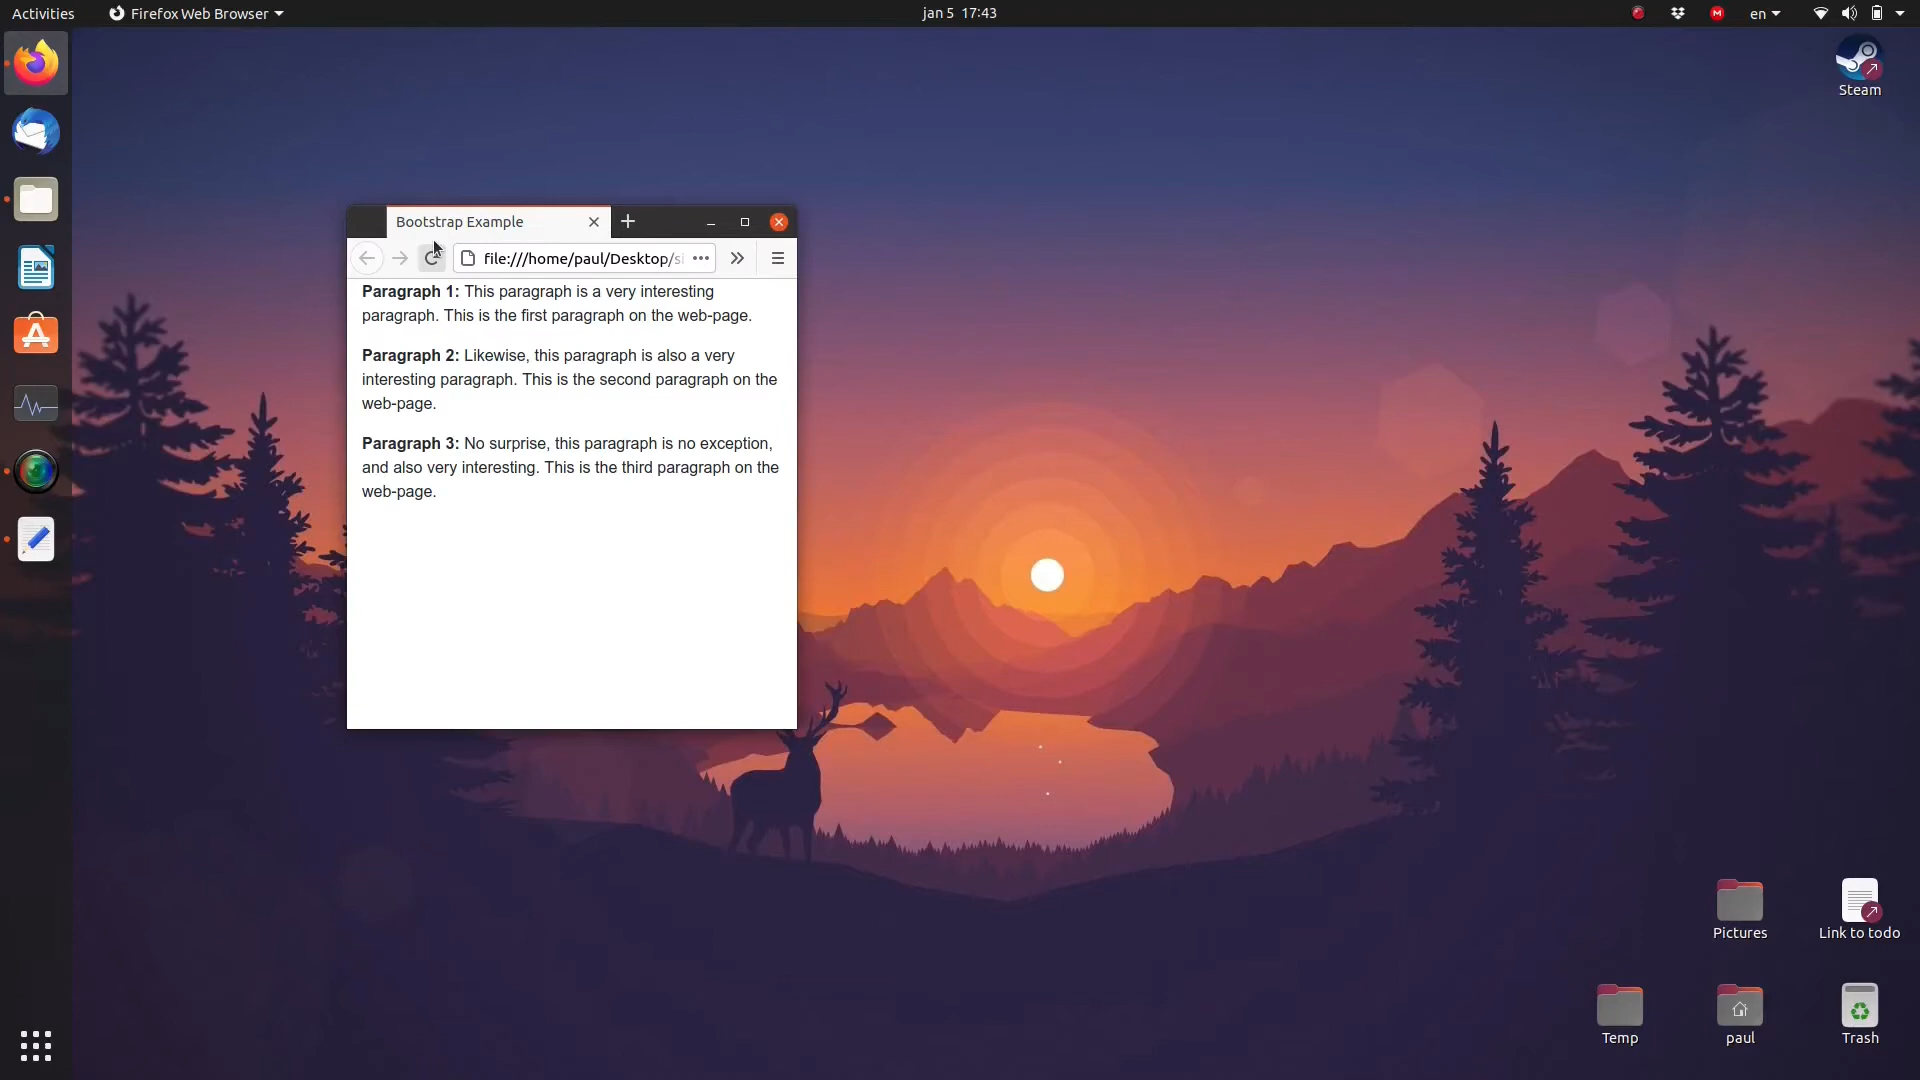 Activities
Firefox Web Browser
jan 5 17:43
en
Steam
Bootstrap Example
file:///home/paul/Desktop/si
Paragraph 1: This paragraph is a very interesting
paragraph. This is the first paragraph on the web-page.
Paragraph 2: Likewise, this paragraph is also a very
interesting paragraph. This is the second paragraph on the
web-page.
Paragraph 3: No surprise, this paragraph is no exception,
and also very interesting. This is the third paragraph on the
web-page.
Pictures
Link to todo
Temp
paul
Trash